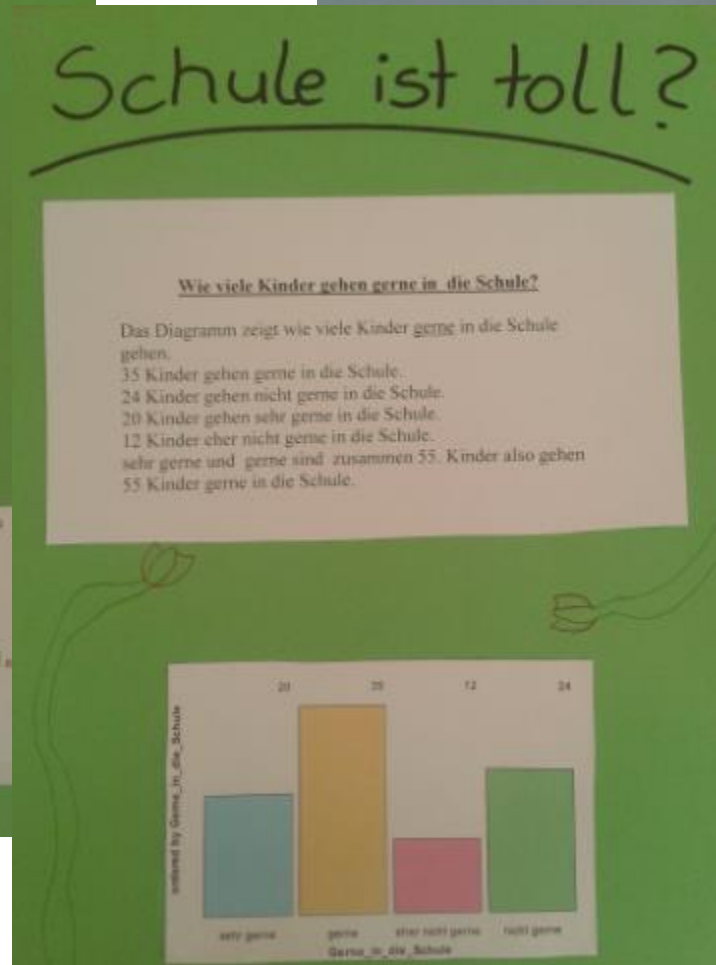 Schule ist toll?
Wie viele Kinder gehen gerne in die Schule?
Das Diagramm zeigt wie viele Kinder gerne in die Schule
gehen.
35 Kinder gehen gerne in die Schule.
24 Kinder gehen nicht gerne in die Schule.
20 Kinder gehen sehr gerne in die Schule.
12 Kinder eher nicht gerne in die Schule.
sehr gerne und gerne sind zusammen 55. Kinder also gehen
55 Kinder gerne in die Schule.
20 35 12 24
ordered by Gerne_in_die_Schule
sehr gerne gerne eher nicht gerne nicht gerne
Gerne_in_die_Schule